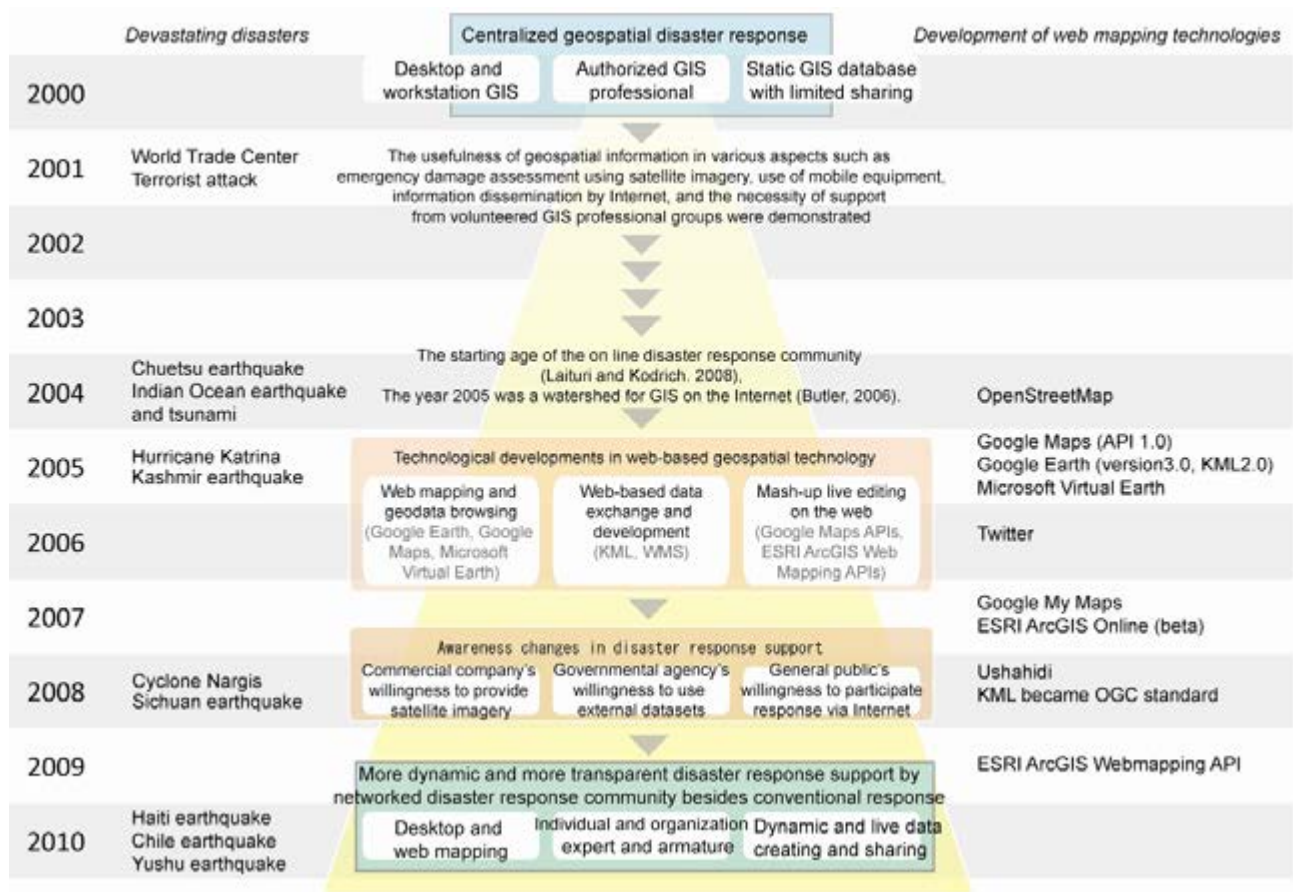 Devastating disasters
Centralized geospatial disaster response
Development of web mapping technologies
2000
Desktop and
workstation GIS
Authorized GIS
professional
Static GIS database
with limited sharing
2001
World Trade Center
Terrorist attack
The usefulness of geospatial information in various aspects such as
emergency damage assessment using satellite imagery, use of mobile equipment,
information dissemination by Internet, and the necessity of support
from volunteered GIS professional groups were demonstrated
2002
2003
2004
Chuetsu earthquake
Indian Ocean earthquake
and tsunami
The starting age of the on line disaster response community
(Laituri and Kodrich. 2008),
The year 2005 was a watershed for GIS on the Internet (Butler, 2006).
OpenStreetMap
2005
Hurricane Katrina
Kashmir earthquake
Technological developments in web-based geospatial technology
Google Maps (API 1.0)
Google Earth (version3.0, KML2.0)
Microsoft Virtual Earth
Web mapping and
geodata browsing
(Google Earth, Google
Maps, Microsoft
Virtual Earth)
Web-based data
exchange and
development
(KML, WMS)
Mash-up live editing
on the web
(Google Maps APIs,
ESRI ArcGIS Web
Mapping APIs)
2006
Twitter
2007
Google My Maps
ESRI ArcGIS Online (beta)
Awareness changes in disaster response support
2008
Cyclone Nargis
Sichuan earthquake
Commercial company's
willingness to provide
satellite imagery
Governmental agency's
willingness to use
external datasets
General public's
willingness to participate
response via Internet
Ushahidi
KML became OGC standard
2009
More dynamic and more transparent disaster response support by
networked disaster response community besides conventional response
ESRI ArcGIS Webmapping API
2010
Haiti earthquake
Chile earthquake
Yushu earthquake
Desktop and
web mapping
Individual and organization
expert and armature
Dynamic and live data
creating and sharing